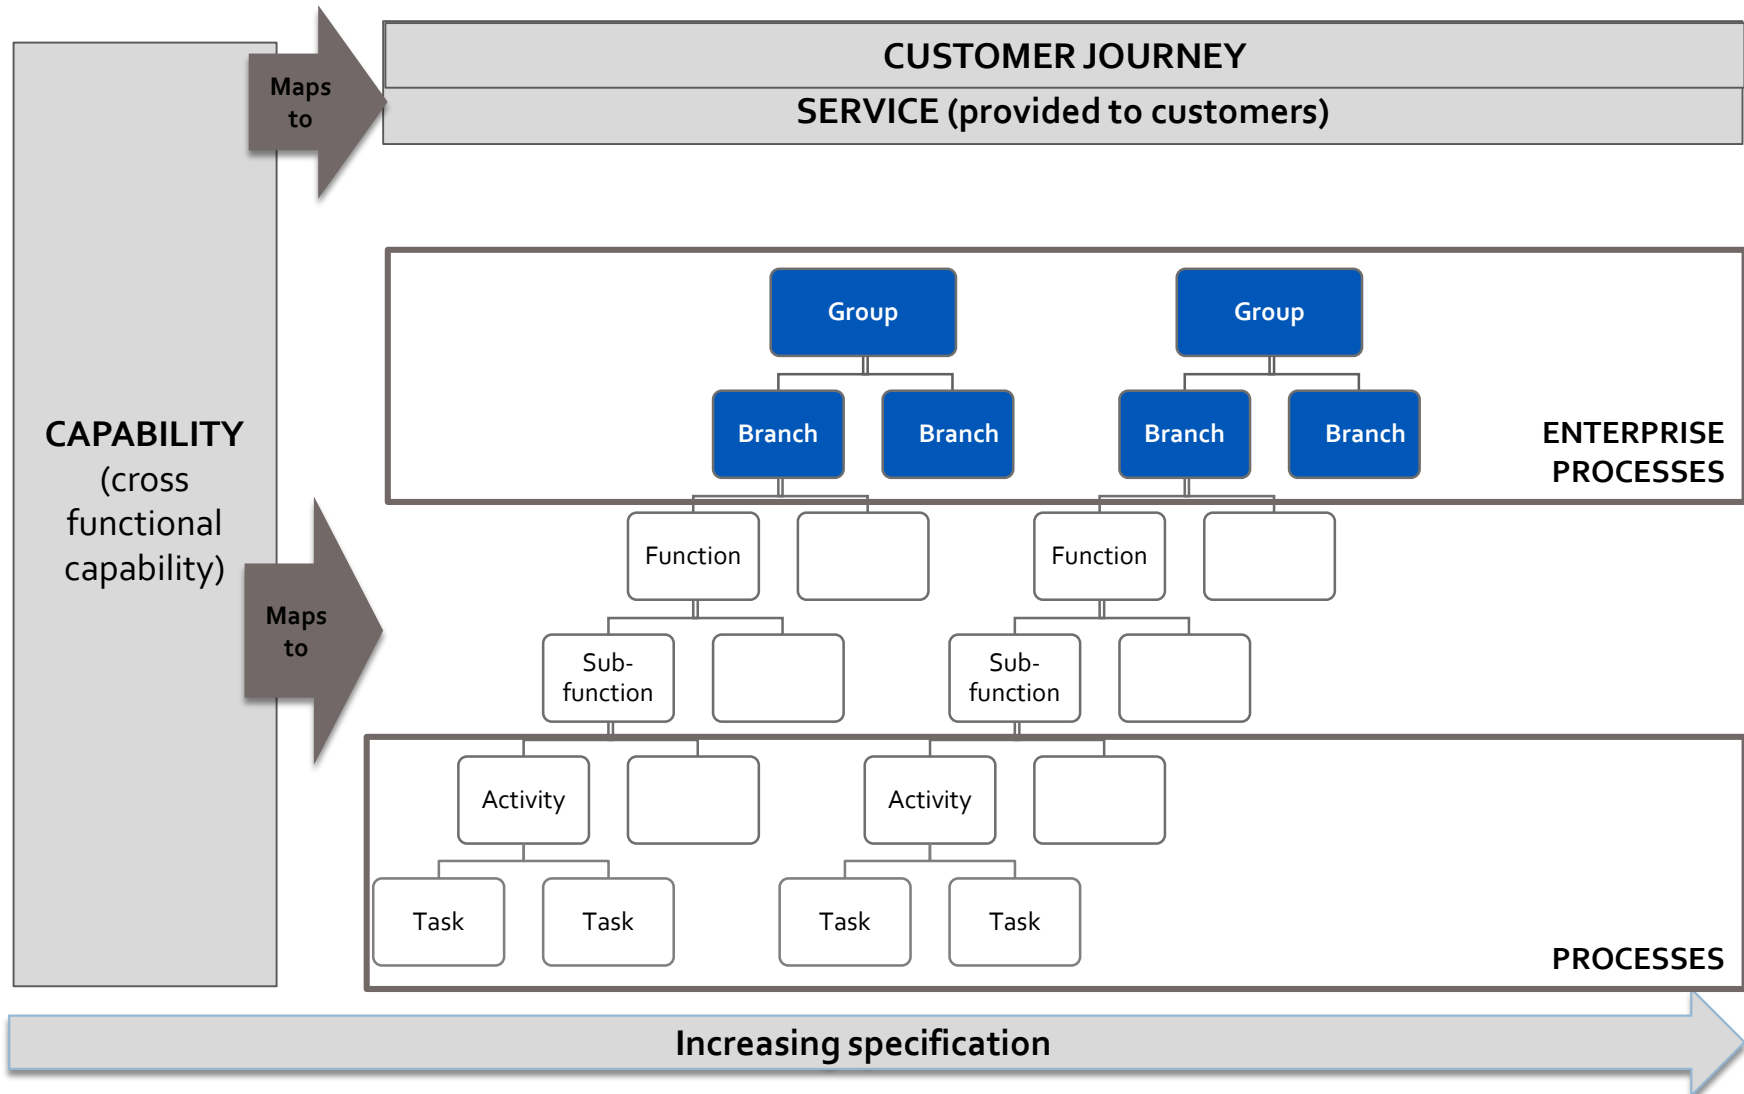 CUSTOMER JOURNEY
SERVICE (provided to customers)
Maps
to
CAPABILITY
(cross
functional
capability)
Maps
to
Group
Group
Branch
Branch
Branch
Branch
ENTERPRISE
PROCESSES
Function
Function
Sub-
function
Sub-
function
Activity
Activity
Task
Task
Task
Task
PROCESSES
Increasing specification